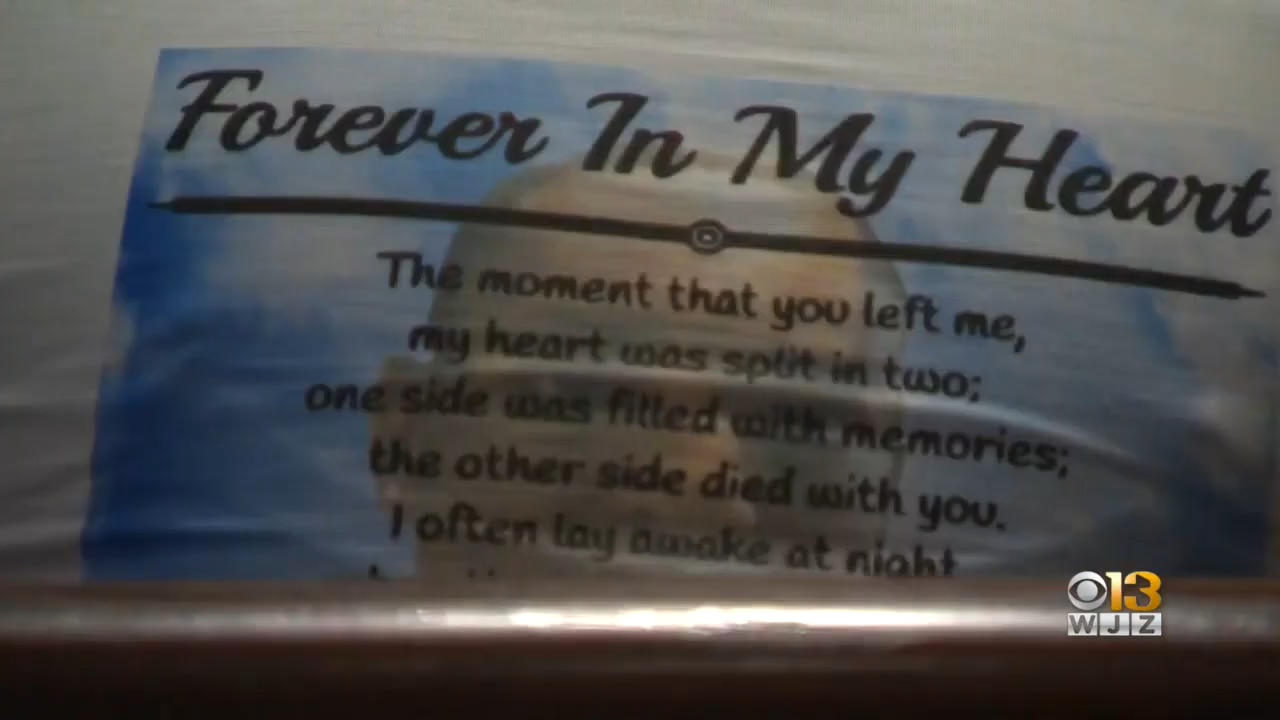 Forever In My Heart
The moment that you left me,
my heart was split in two;
one side was filled with memories;
the other side died with you.
I often lay awake at night
13
WJZ